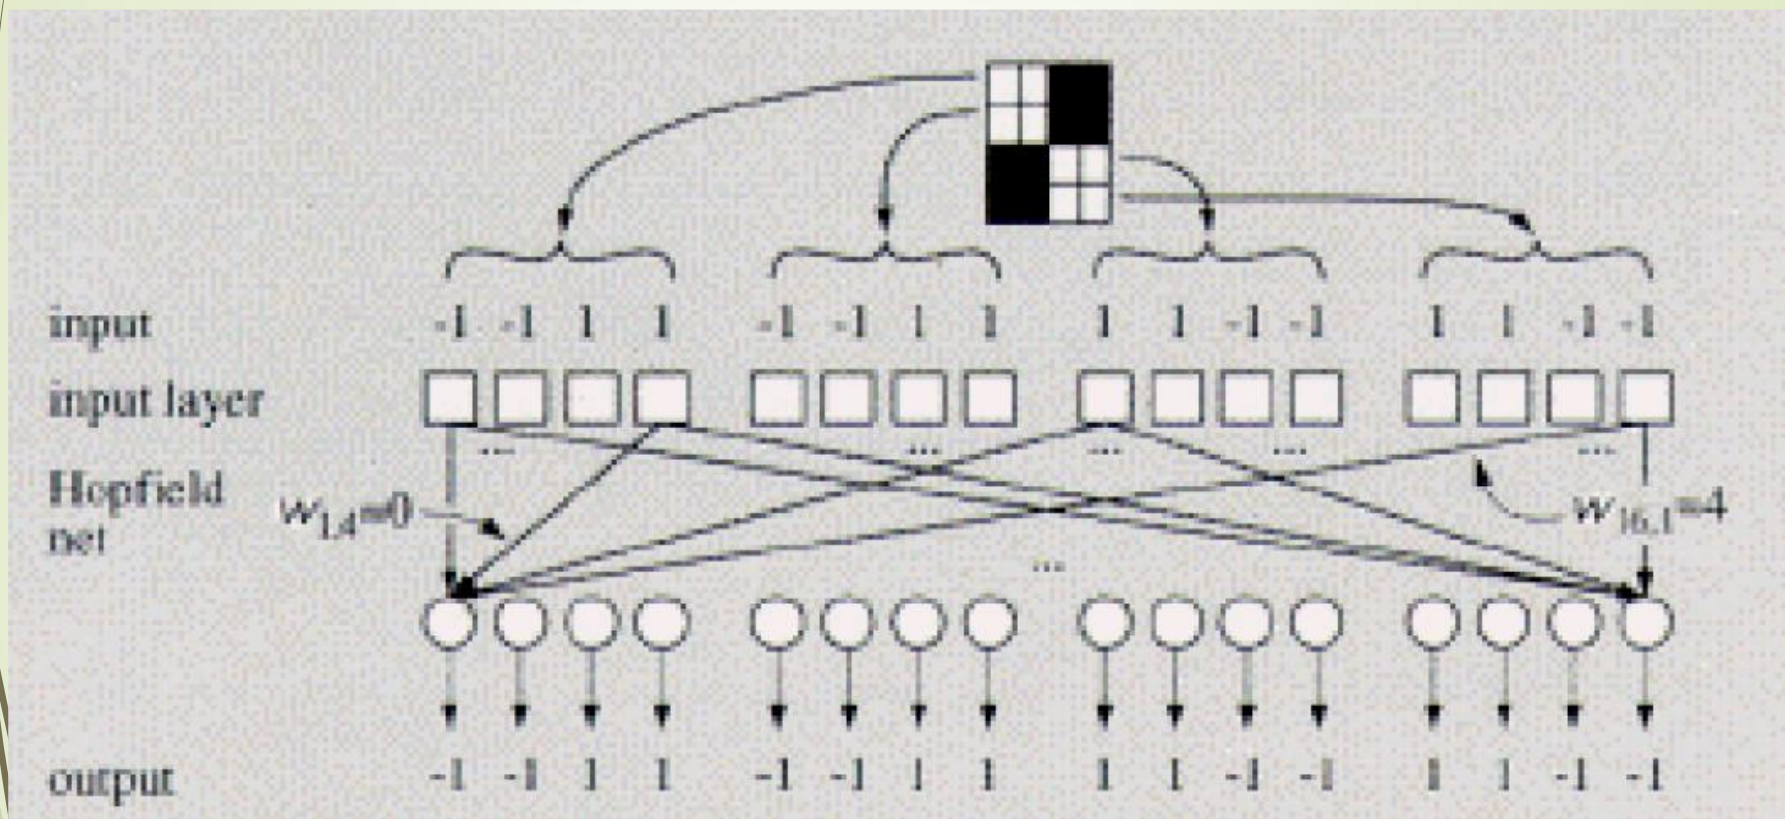 input -1 -1 1 1 -1 -1 1 1 1 1 -1 -1 1 1 -1 -1
input layer
... ... ... ... ...
Hopfield
net
w1,4=0
w16,1=4
...
output -1 -1 1 1 -1 -1 1 1 1 1 -1 -1 1 1 -1 -1